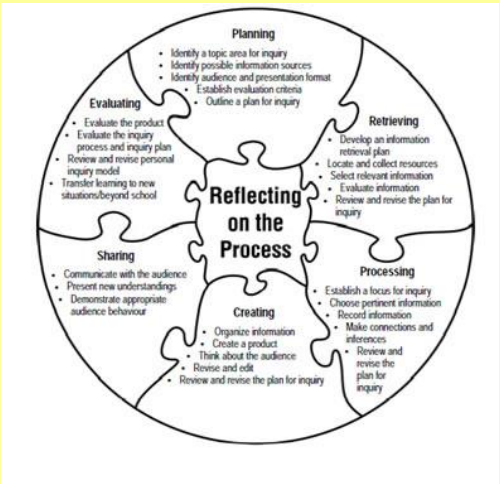 Planning
• Identify a topic area for inquiry
• Identify possible information sources
• Identify audience and presentation format
• Establish evaluation criteria
• Outline a plan for inquiry
Retrieving
• Develop an information
retrieval plan
• Locate and collect resources
• Select relevant information
• Evaluate information
• Review and revise the plan for
inquiry
Processing
• Establish a focus for inquiry
• Choose pertinent information
• Record information
• Make connections and
inferences
• Review and
revise the
plan for
inquiry
Creating
• Organize information
• Create a product
• Think about the audience
• Revise and edit
• Review and revise the plan for inquiry
Sharing
• Communicate with the audience
• Present new understandings
• Demonstrate appropriate
audience behaviour
Evaluating
• Evaluate the product
• Evaluate the inquiry
process and inquiry plan
• Review and revise personal
inquiry model
• Transfer learning to new
situations/beyond school
Reflecting
on the
Process